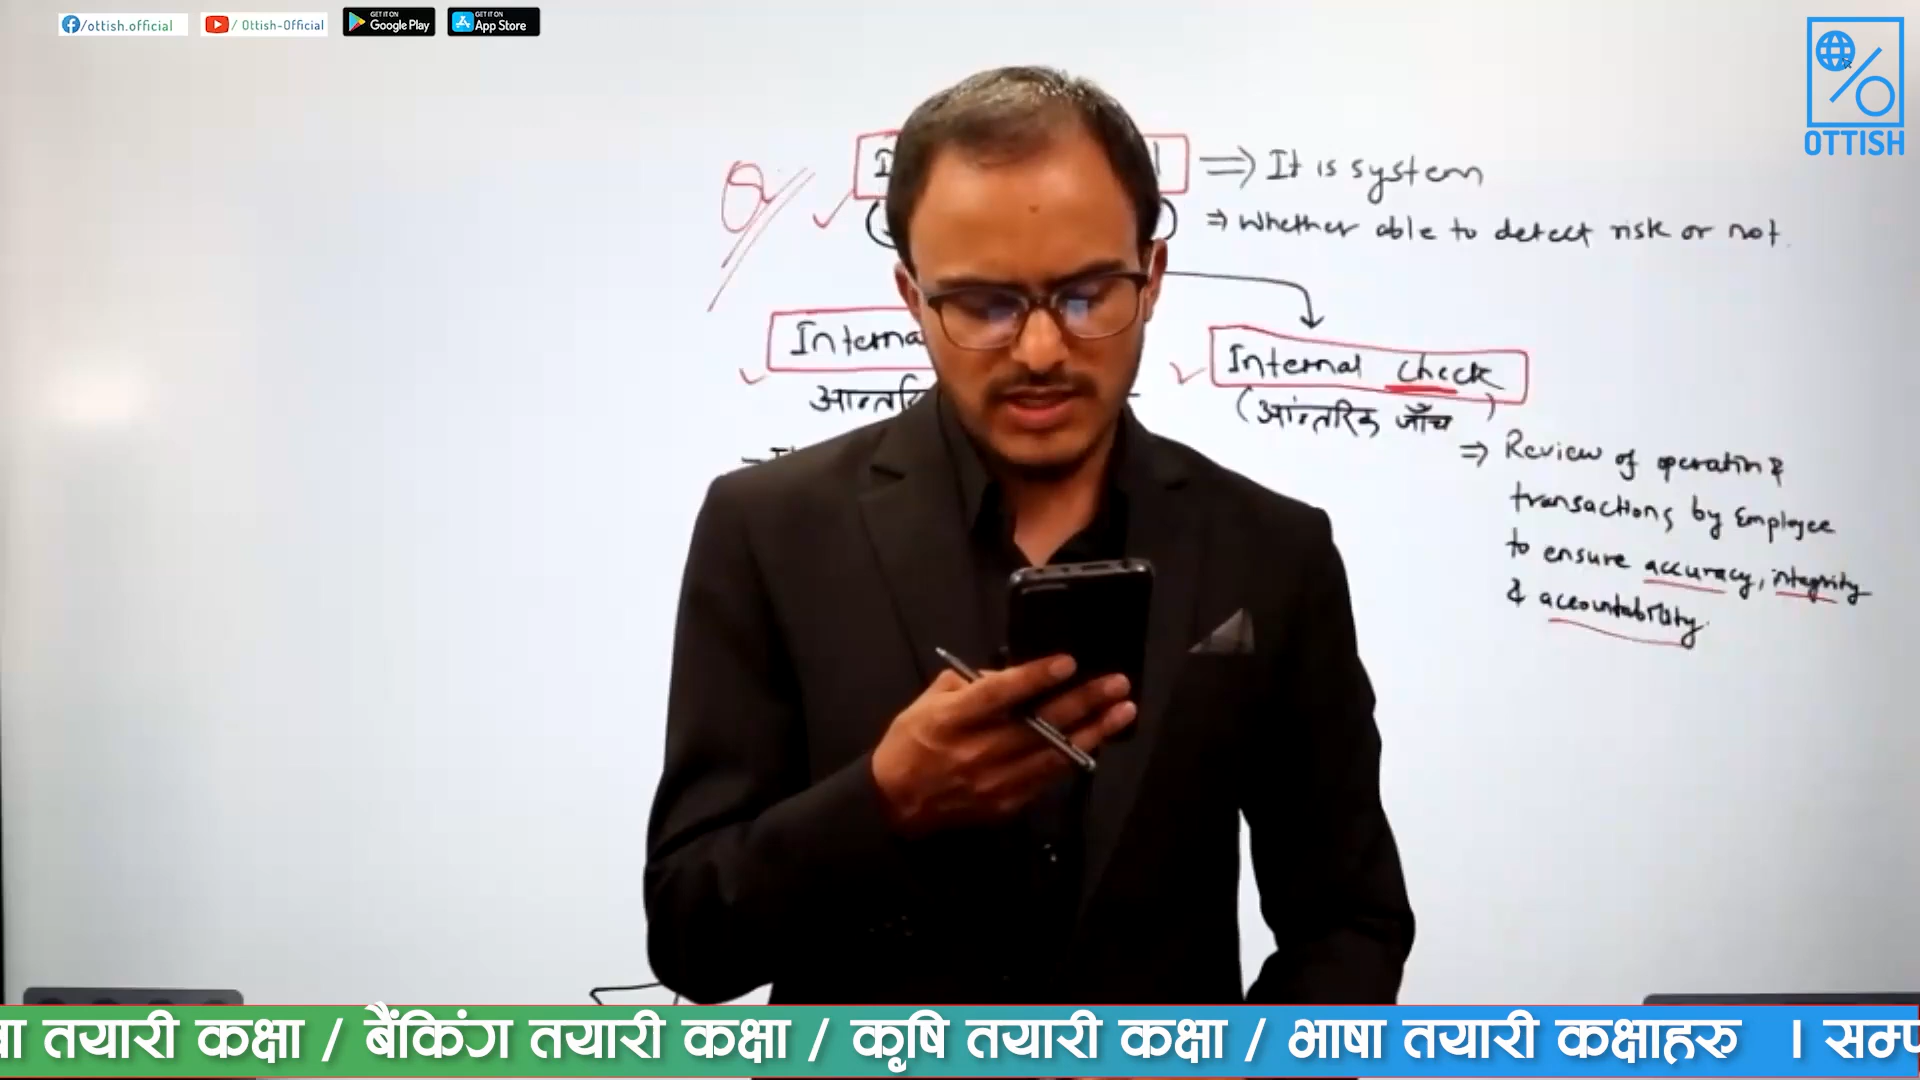 /ottish.official
/ Ottish-Official
GET IT ON
Google Play
GET IT ON
App Store
OTTISH
⇒ It is system
⇒ Whether able to detect risk or not.
Interna
Internal check
(आंतरिक जाँच)
⇒ Review of operation &
transactions by Employee
to ensure accuracy, integrity
& accountability.
तयारी कक्षा / बैंकिंग तयारी कक्षा / कृषि तयारी कक्षा / भाषा तयारी कक्षाहरु । सम्प